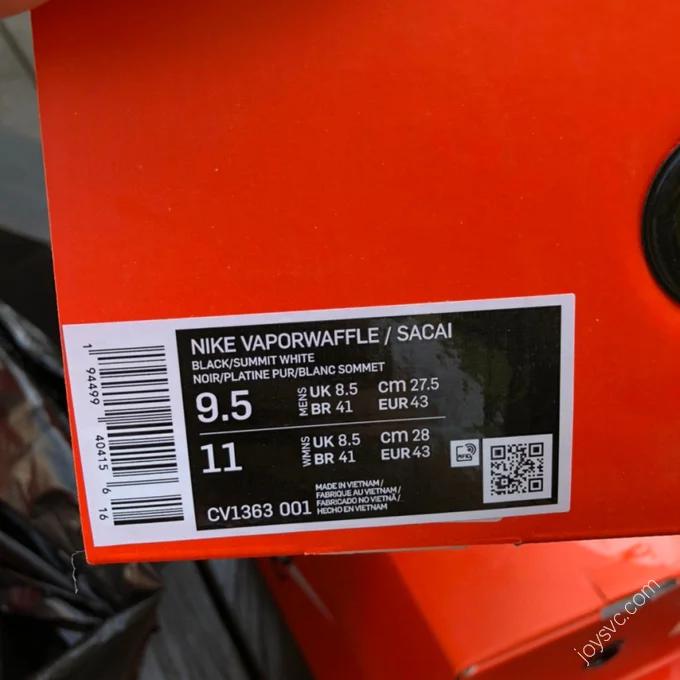 NIKE VAPORWAFFLE / SACAI
BLACK/SUMMIT WHITE
NOIR/PLATINE PUR/BLANC SOMMET
9.5 MENS UK 8.5 cm 27.5
BR 41 EUR 43
11 WMNS UK 8.5 cm 28
BR 41 EUR 43
CV1363 001
MADE IN VIETNAM /
FABRIQUE AU VIETNAM /
FABRICADO NO VIETNÃ /
HECHO EN VIETNAM
1 94499 40415 6 16
RFID
joysvc.com